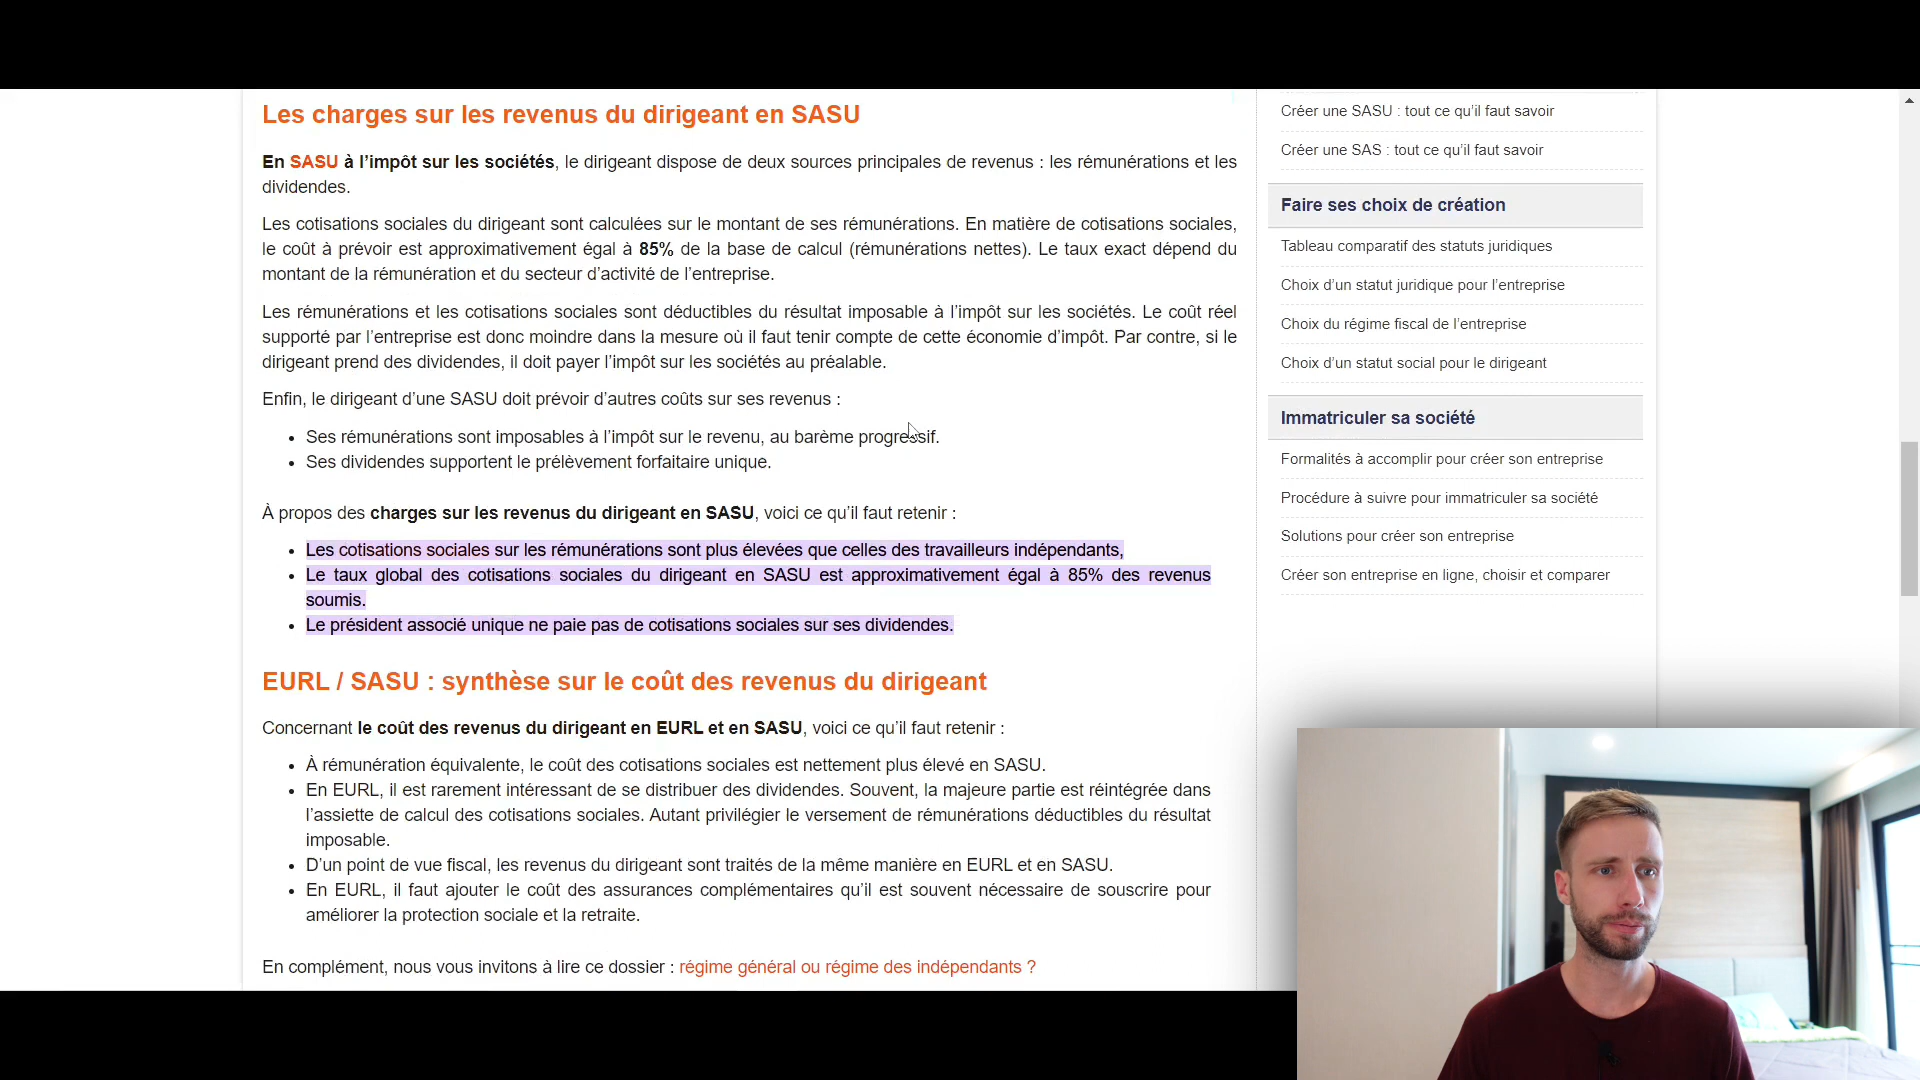 Les charges sur les revenus du dirigeant en SASU
En SASU à l’impôt sur les sociétés, le dirigeant dispose de deux sources principales de revenu : les rémunérations et les
dividendes.
Les cotisations sociales du dirigeant sont calculées sur le montant de ses rémunérations. En matière de cotisations sociales,
le coût à prévoir est approximativement égal à 85% de la base de calcul (rémunérations nettes). Le taux exact dépend du
montant de la rémunération et du secteur d’activité de l’entreprise.
Les rémunérations et les cotisations sociales sont déductibles du résultat imposable à l’impôt sur les sociétés. Le coût réel
supporté par l’entreprise est donc moindre dans la mesure où il faut tenir compte de cette économie d’impôt. Par contre, si le
dirigeant prend des dividendes, il doit payer l’impôt sur les sociétés au préalable.
Enfin, le dirigeant d’une SASU doit prévoir d’autres coûts sur ses revenus :
• Ses rémunérations sont imposables à l’impôt sur le revenu, au barème progressif.
• Ses dividendes supportent le prélèvement forfaitaire unique.
À propos des charges sur les revenus du dirigeant en SASU, voici ce qu’il faut retenir :
• Les cotisations sociales sur les rémunérations sont plus élevées que celles des travailleurs indépendants,
• Le taux global des cotisations sociales du dirigeant en SASU est approximativement égal à 85% des revenus
soumis.
• Le président associé unique ne paie pas de cotisations sociales sur ses dividendes.
EURL / SASU : synthèse sur le coût des revenus du dirigeant
Concernant le coût des revenus du dirigeant en EURL et en SASU, voici ce qu’il faut retenir :
• À rémunération équivalente, le coût des cotisations sociales est nettement plus élevé en SASU.
• En EURL, il est rarement intéressant de se distribuer des dividendes. Souvent, la majeure partie est réintégrée dans
l’assiette de calcul des cotisations sociales. Autant privilégier le versement de rémunérations déductibles du résultat
imposable.
• D’un point de vue fiscal, les revenus du dirigeant sont traités de la même manière en EURL et en SASU.
• En EURL, il faut ajouter le coût des assurances complémentaires qu’il est souvent nécessaire de souscrire pour
améliorer la protection sociale et la retraite.
En complément, nous vous invitons à lire ce dossier : régime général ou régime des indépendants ?
Créer une SASU : tout ce qu’il faut savoir
Créer une SAS : tout ce qu’il faut savoir
Faire ses choix de création
Tableau comparatif des statuts juridiques
Choix d’un statut juridique pour l’entreprise
Choix du régime fiscal de l’entreprise
Choix d’un statut social pour le dirigeant
Immatriculer sa société
Formalités à accomplir pour créer son entreprise
Procédure à suivre pour immatriculer sa société
Solutions pour créer son entreprise
Créer son entreprise en ligne, choisir et comparer